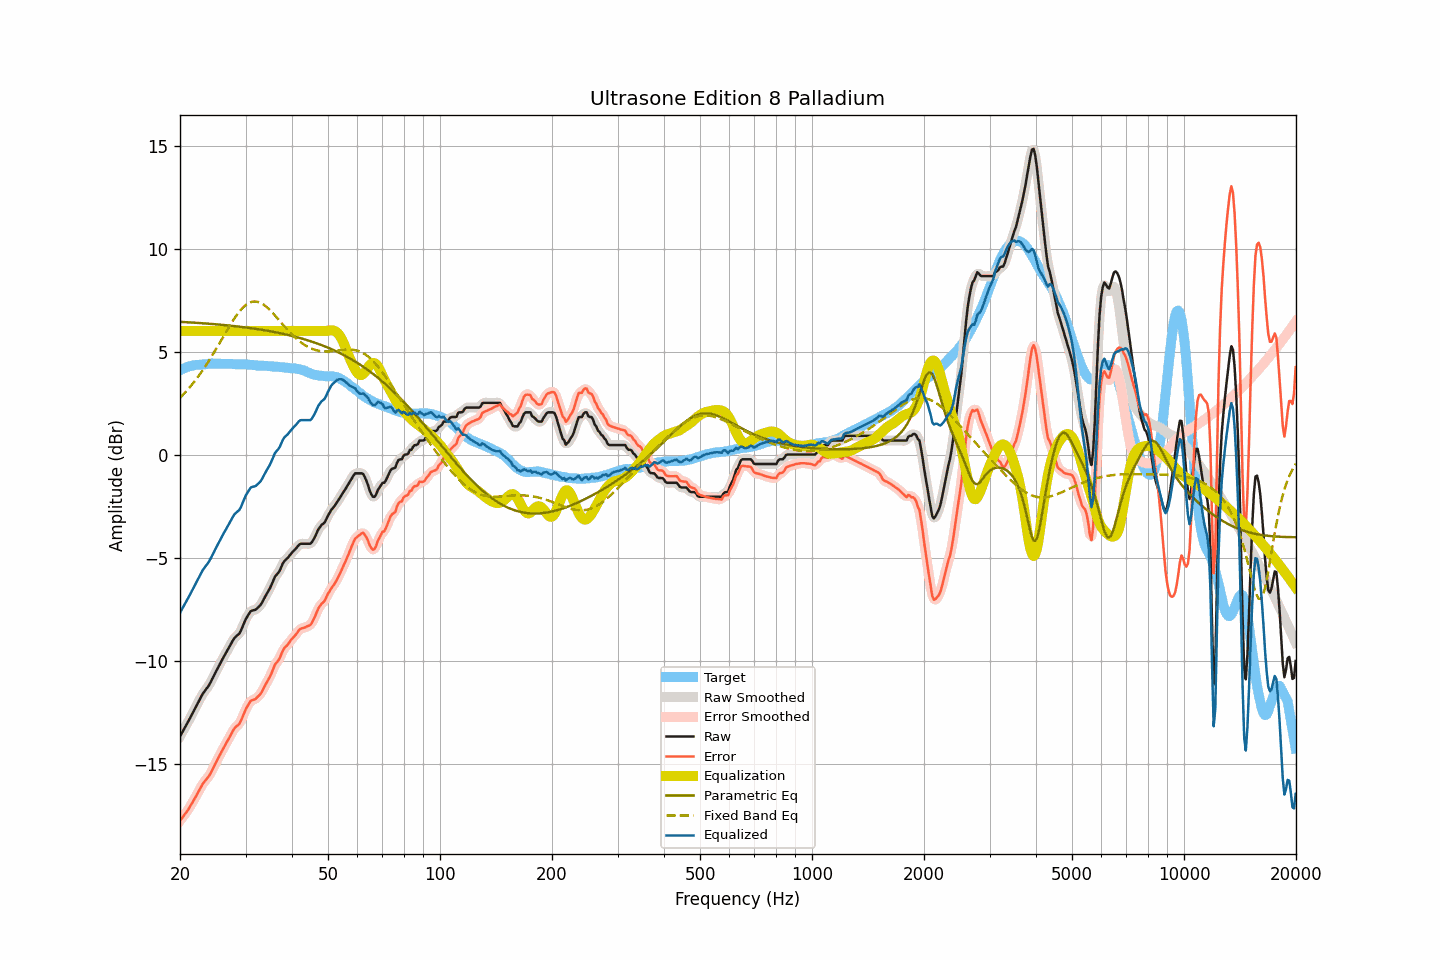 Ultrasone Edition 8 Palladium
15
10
5
0
−5
−10
−15
Amplitude (dBr)
Target
Raw Smoothed
Error Smoothed
Raw
Error
Equalization
Parametric Eq
Fixed Band Eq
Equalized
20 50 100 200 500 1000 2000 5000 10000 20000
Frequency (Hz)